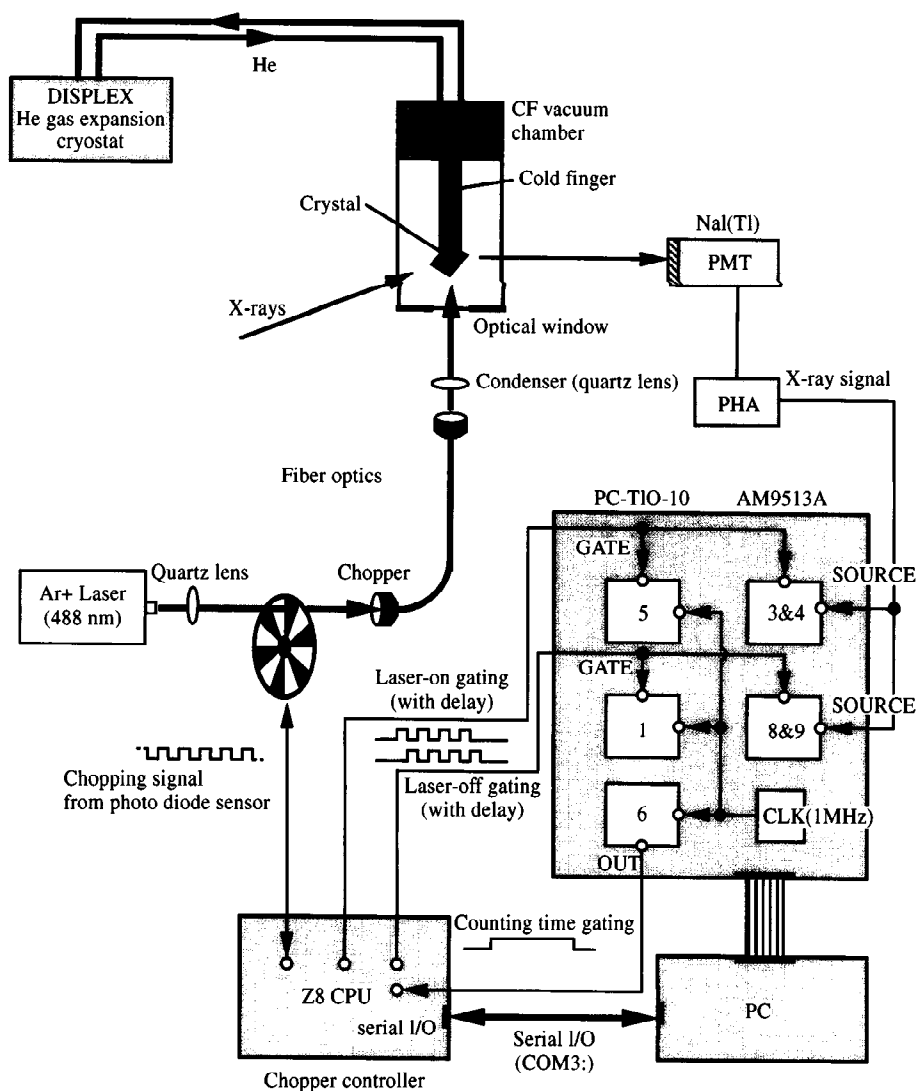 He
DISPLEX
He gas expansion
cryostat
CF vacuum
chamber
Cold finger
Crystal
NaI(Tl)
PMT
X-rays
Optical window
Condenser (quartz lens)
X-ray signal
PHA
Fiber optics
PC-TIO-10
AM9513A
GATE
SOURCE
Quartz lens
Chopper
Ar+ Laser
(488 nm)
5
3&4
Laser-on gating
(with delay)
GATE
SOURCE
1
8&9
Chopping signal
from photo diode sensor
Laser-off gating
(with delay)
6
CLK(1MHz)
OUT
Counting time gating
Z8 CPU
serial I/O
PC
Serial I/O
(COM3:)
Chopper controller